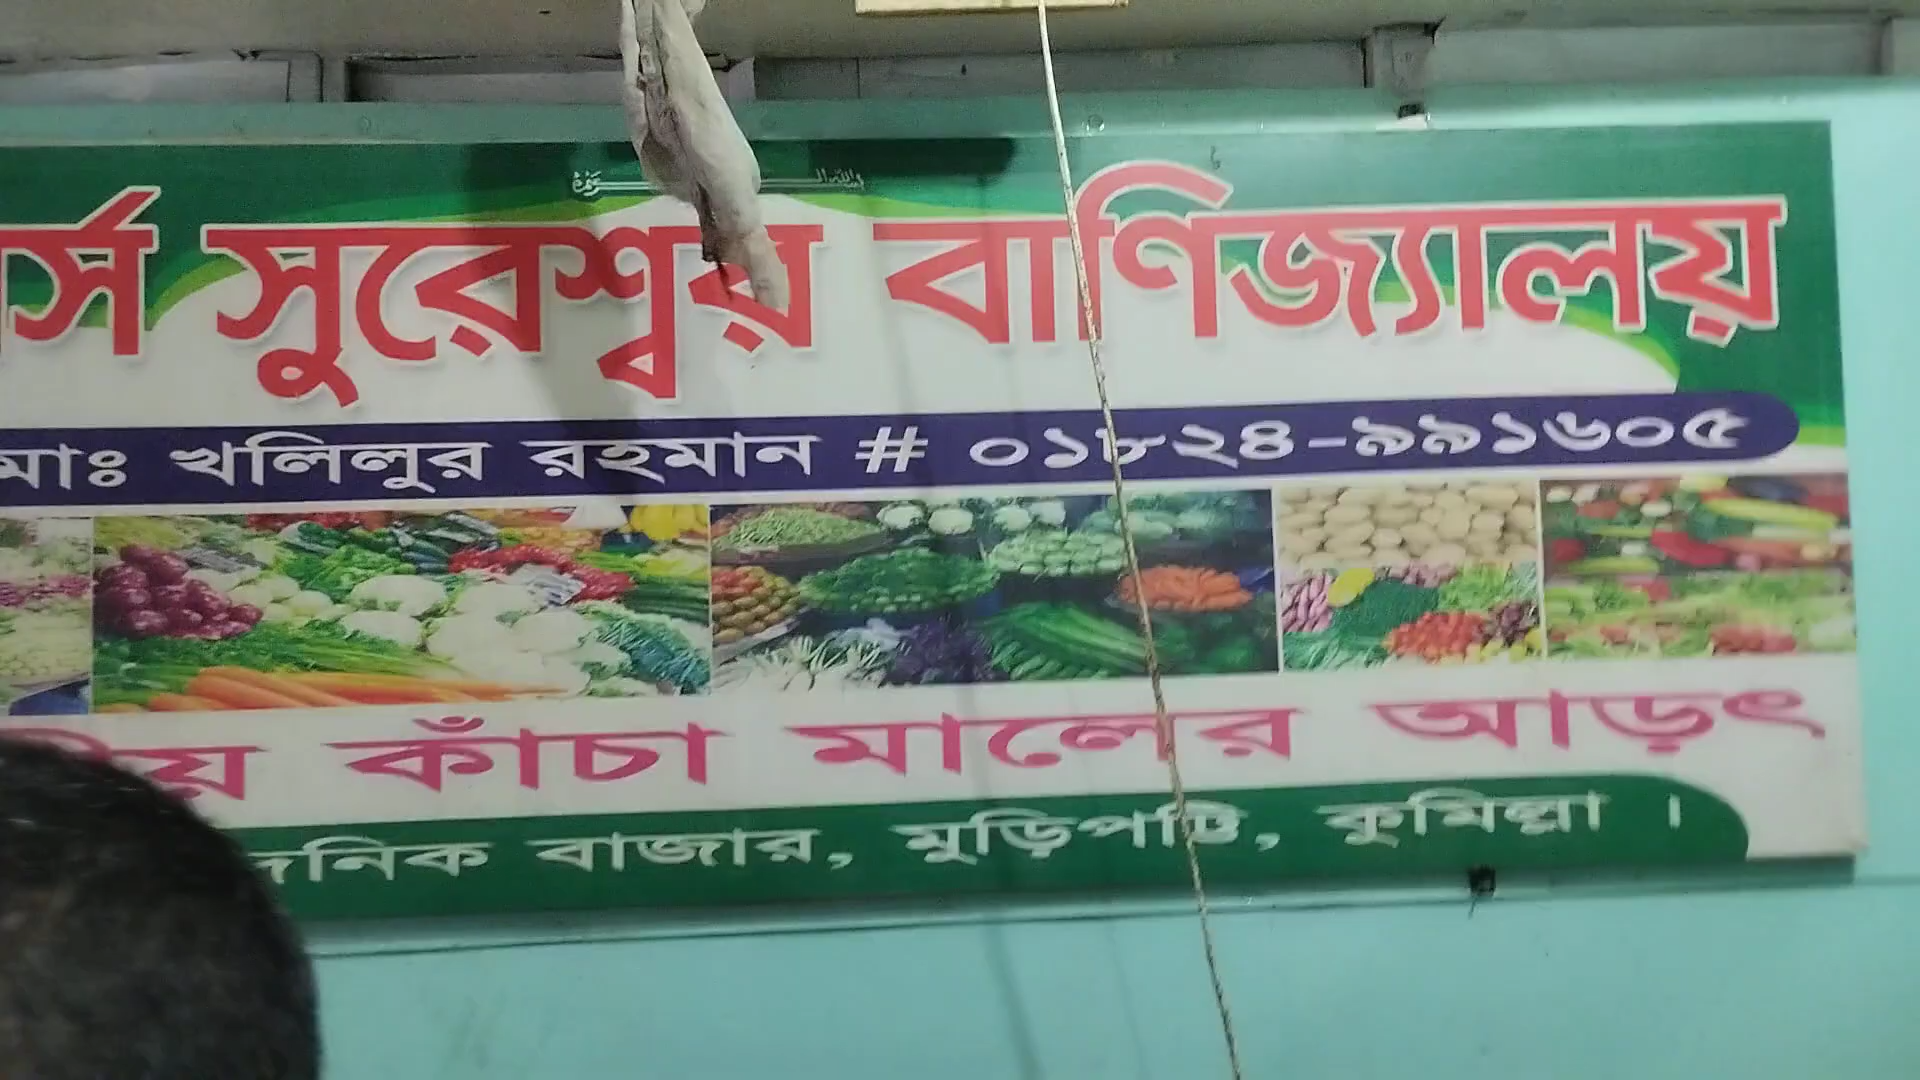 র্স সুরেশ্বর বাণিজ্যালয়
মোঃ খলিলুর রহমান # ০১৮২৪-৯৯১৬০৫
কাঁচা মালের আড়ৎ
দৈনিক বাজার, মুড়িপট্টি, কুমিল্লা ।